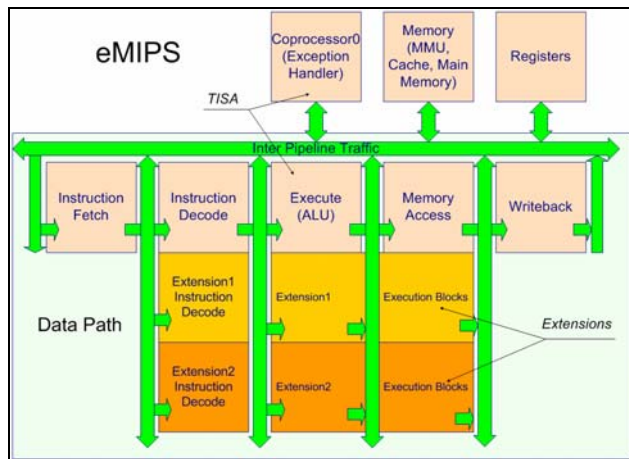 eMIPS
Coprocessor0
(Exception
Handler)
Memory
(MMU,
Cache, Main
Memory)
Registers
TISA
Inter Pipeline Traffic
Instruction
Fetch
Instruction
Decode
Execute
(ALU)
Memory
Access
Writeback
Data Path
Extension1
Instruction
Decode
Extension1
Execution Blocks
Extensions
Extension2
Instruction
Decode
Extension2
Execution Blocks